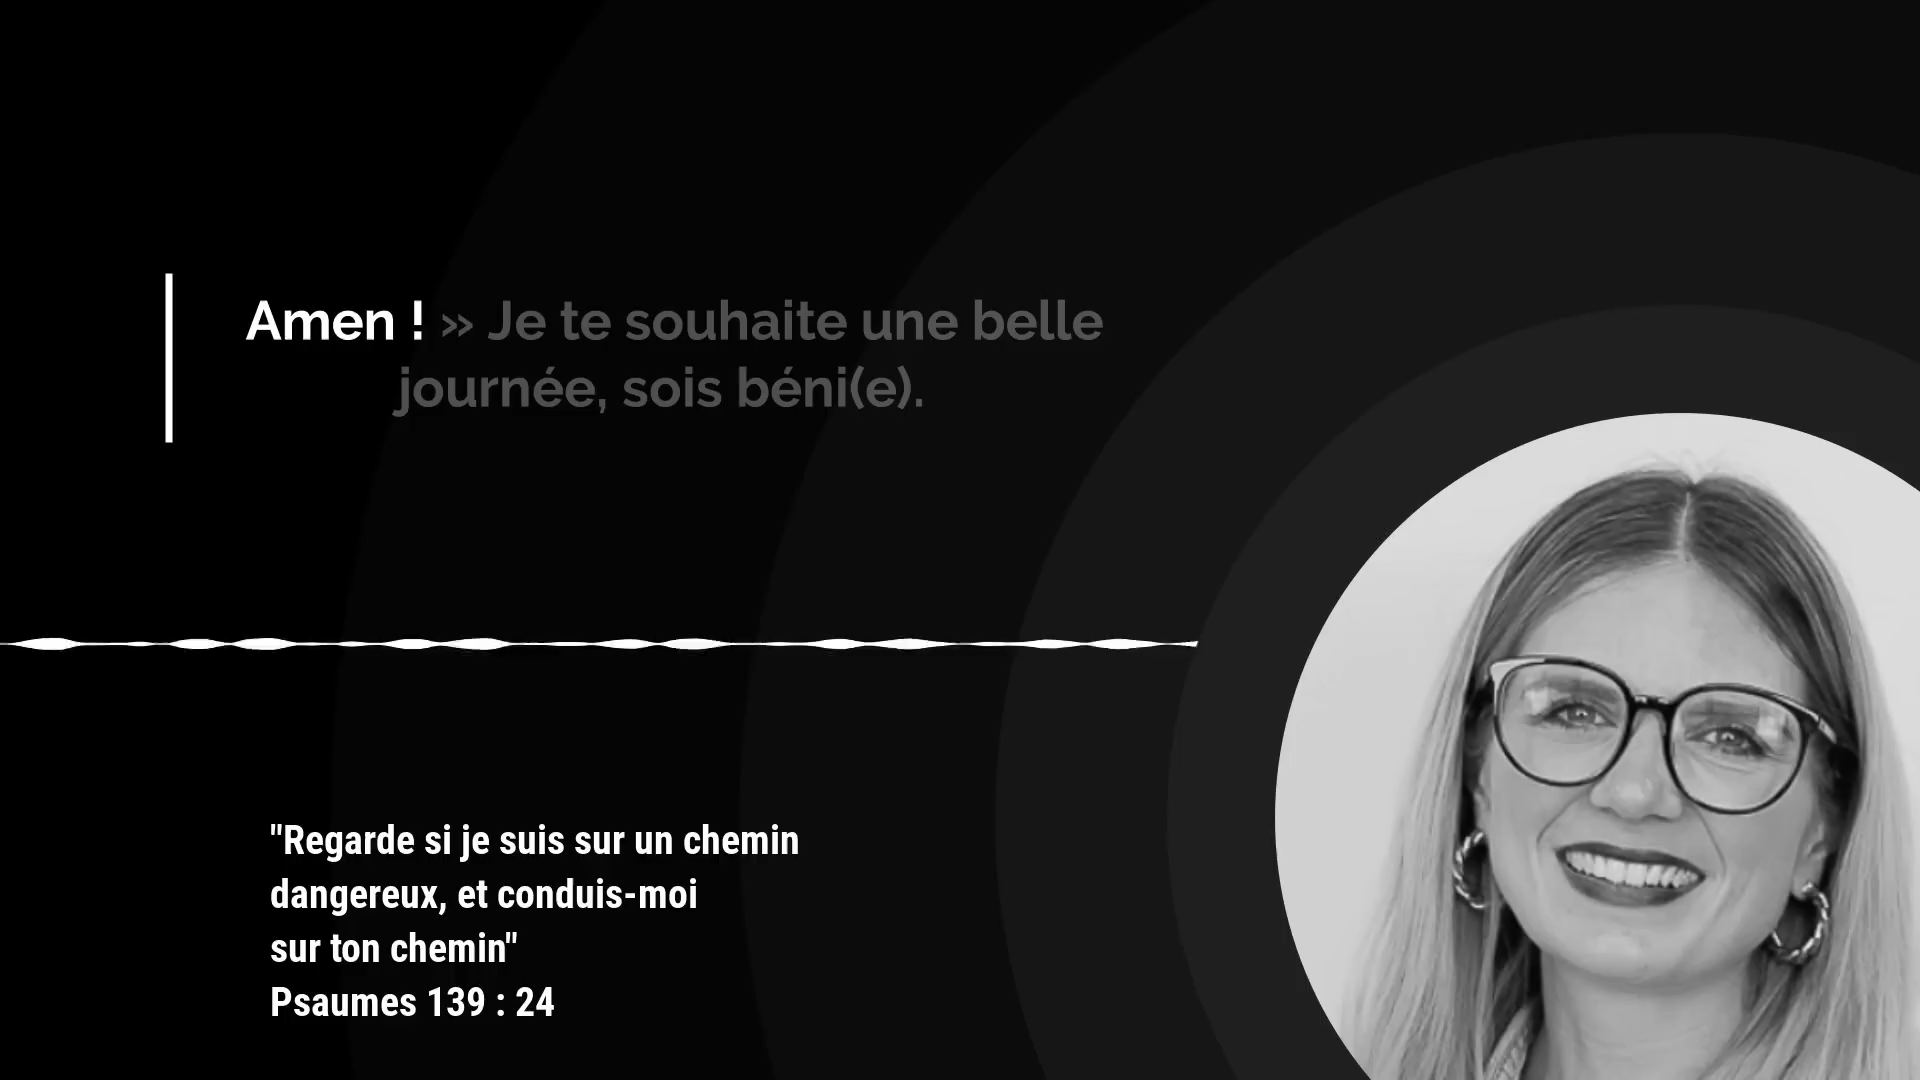 Amen ! » Je te souhaite une belle
journée, sois béni(e).
"Regarde si je suis sur un chemin
dangereux, et conduis-moi
sur ton chemin"
Psaumes 139 : 24